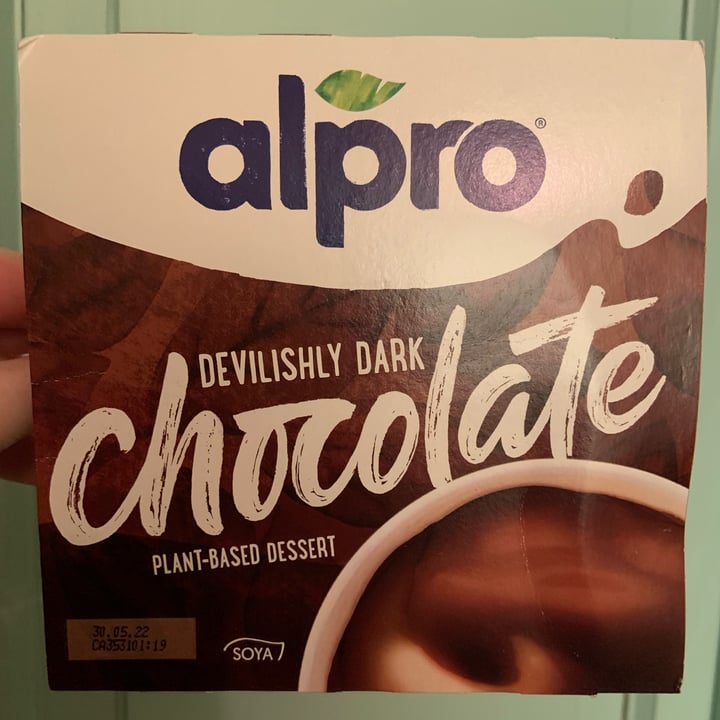 alpro®
DEVILISHLY DARK
chocolate
PLANT-BASED DESSERT
30.05.22
CA353101:19
SOYA